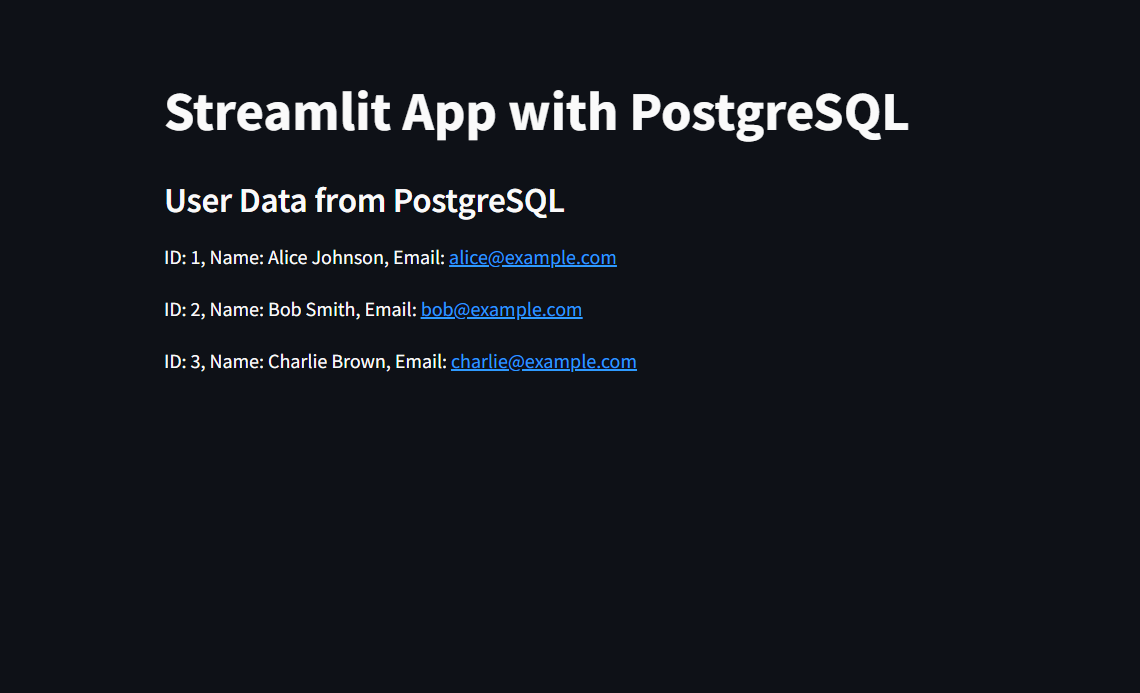 Streamlit App with PostgreSQL
User Data from PostgreSQL
ID: 1, Name: Alice Johnson, Email: alice@example.com
ID: 2, Name: Bob Smith, Email: bob@example.com
ID: 3, Name: Charlie Brown, Email: charlie@example.com